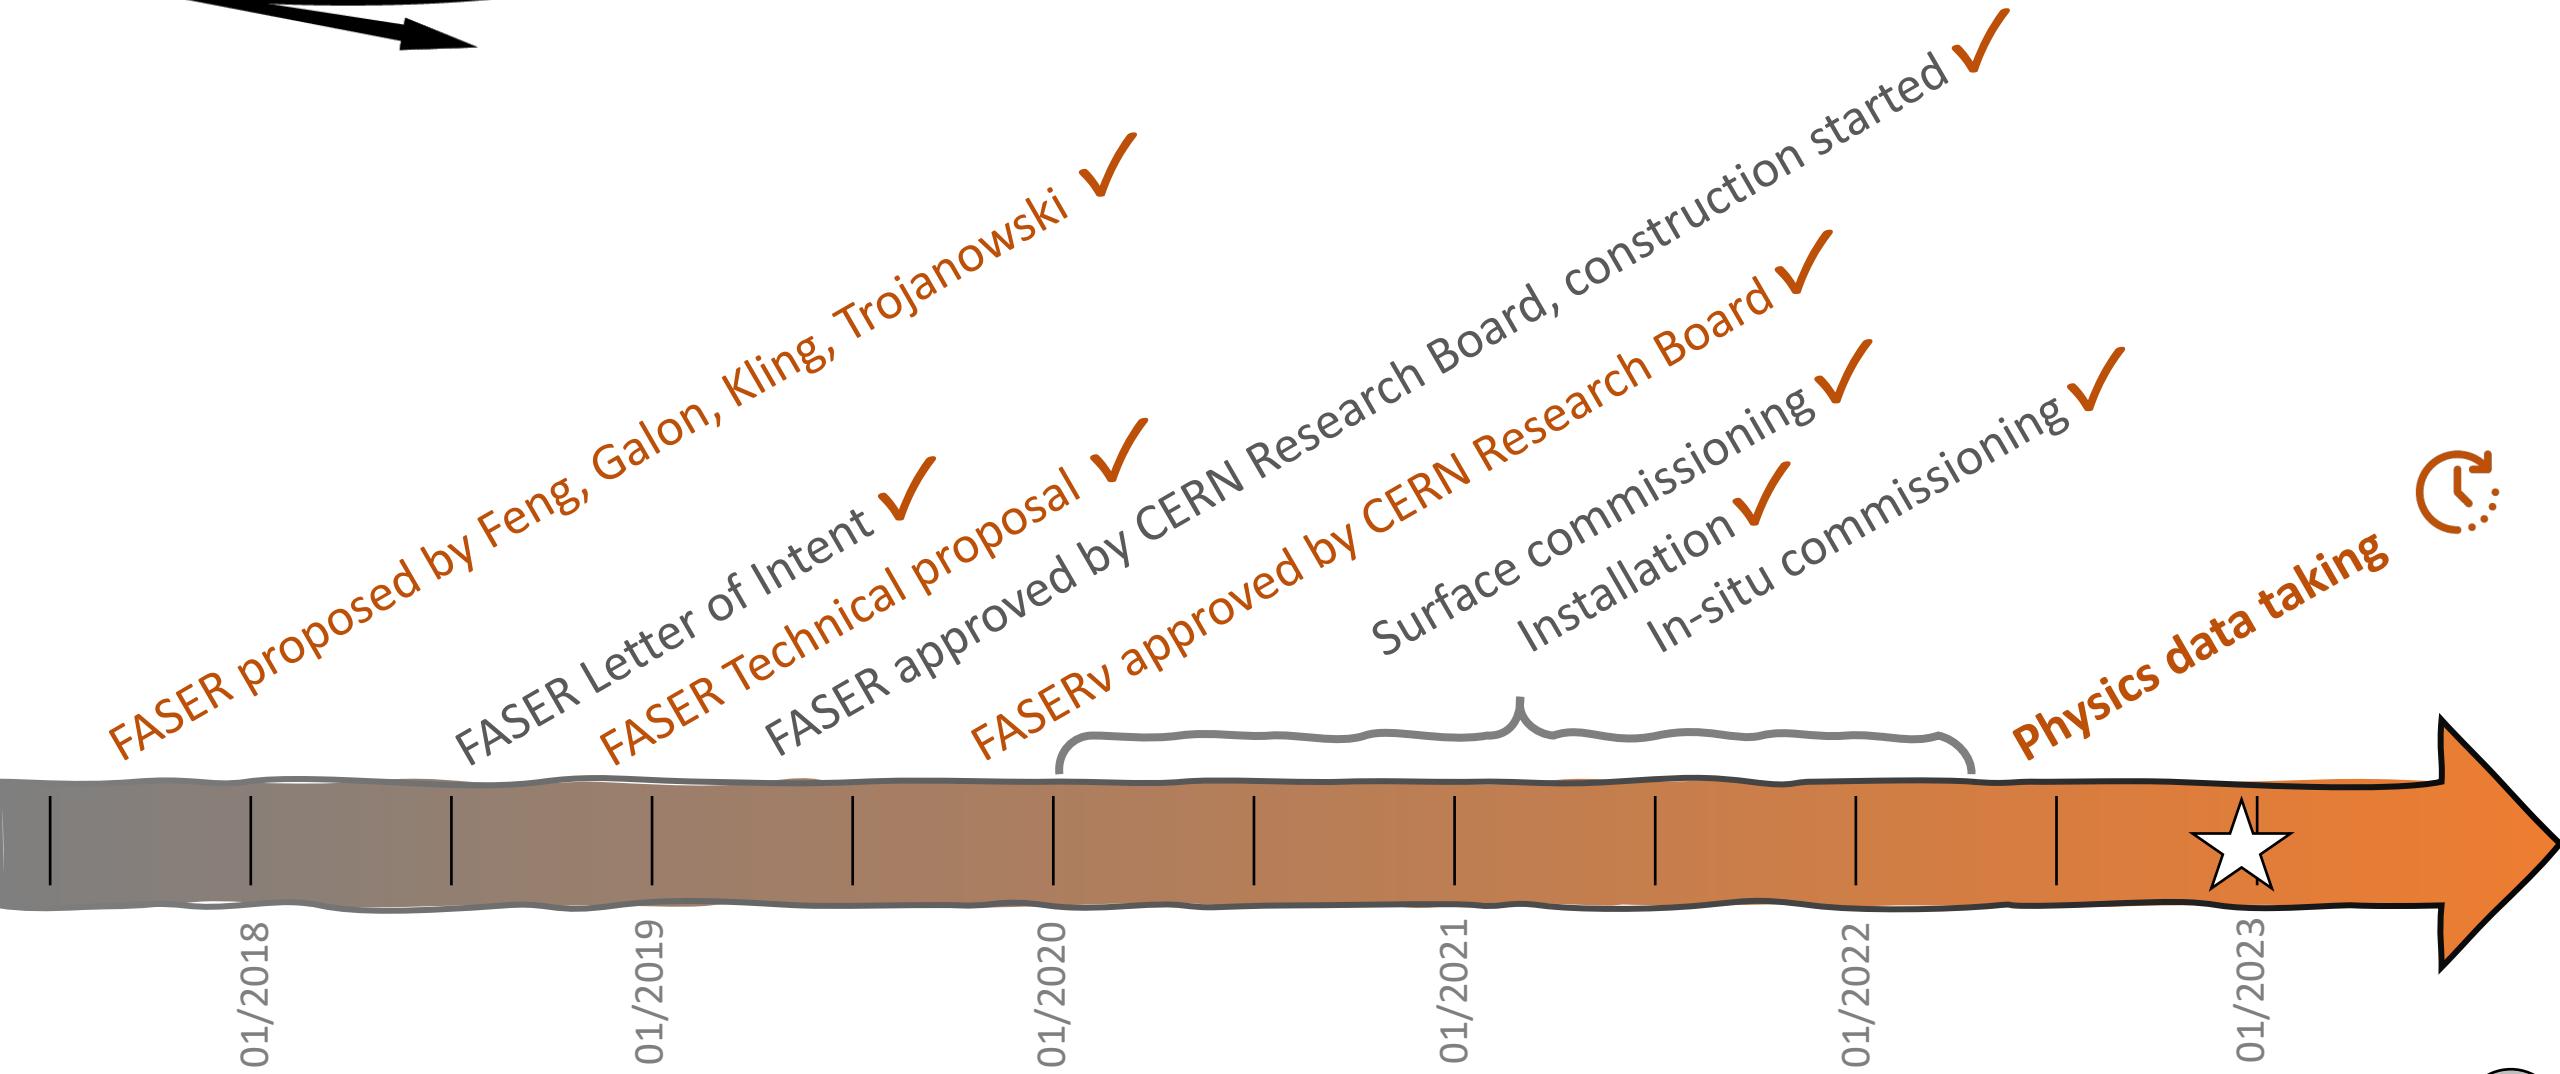 FASER proposed by Feng, Galon, Kling, Trojanowski
FASER Letter of Intent
FASER Technical proposal
FASER approved by CERN Research Board, construction started
FASERν approved by CERN Research Board
Surface commissioning
Installation
In-situ commissioning
Physics data taking
01/2018
01/2019
01/2020
01/2021
01/2022
01/2023